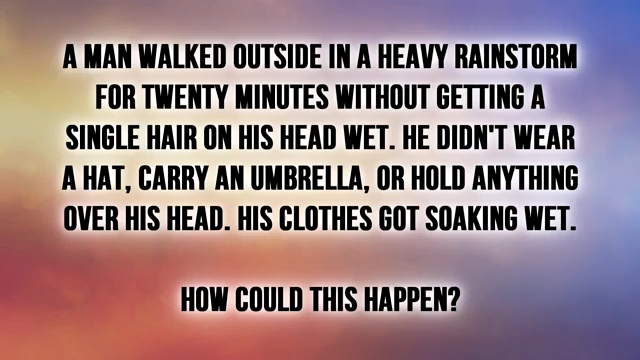 A MAN WALKED OUTSIDE IN A HEAVY RAINSTORM
FOR TWENTY MINUTES WITHOUT GETTING A
SINGLE HAIR ON HIS HEAD WET. HE DIDN'T WEAR
A HAT, CARRY AN UMBRELLA, OR HOLD ANYTHING
OVER HIS HEAD. HIS CLOTHES GOT SOAKING WET.
HOW COULD THIS HAPPEN?